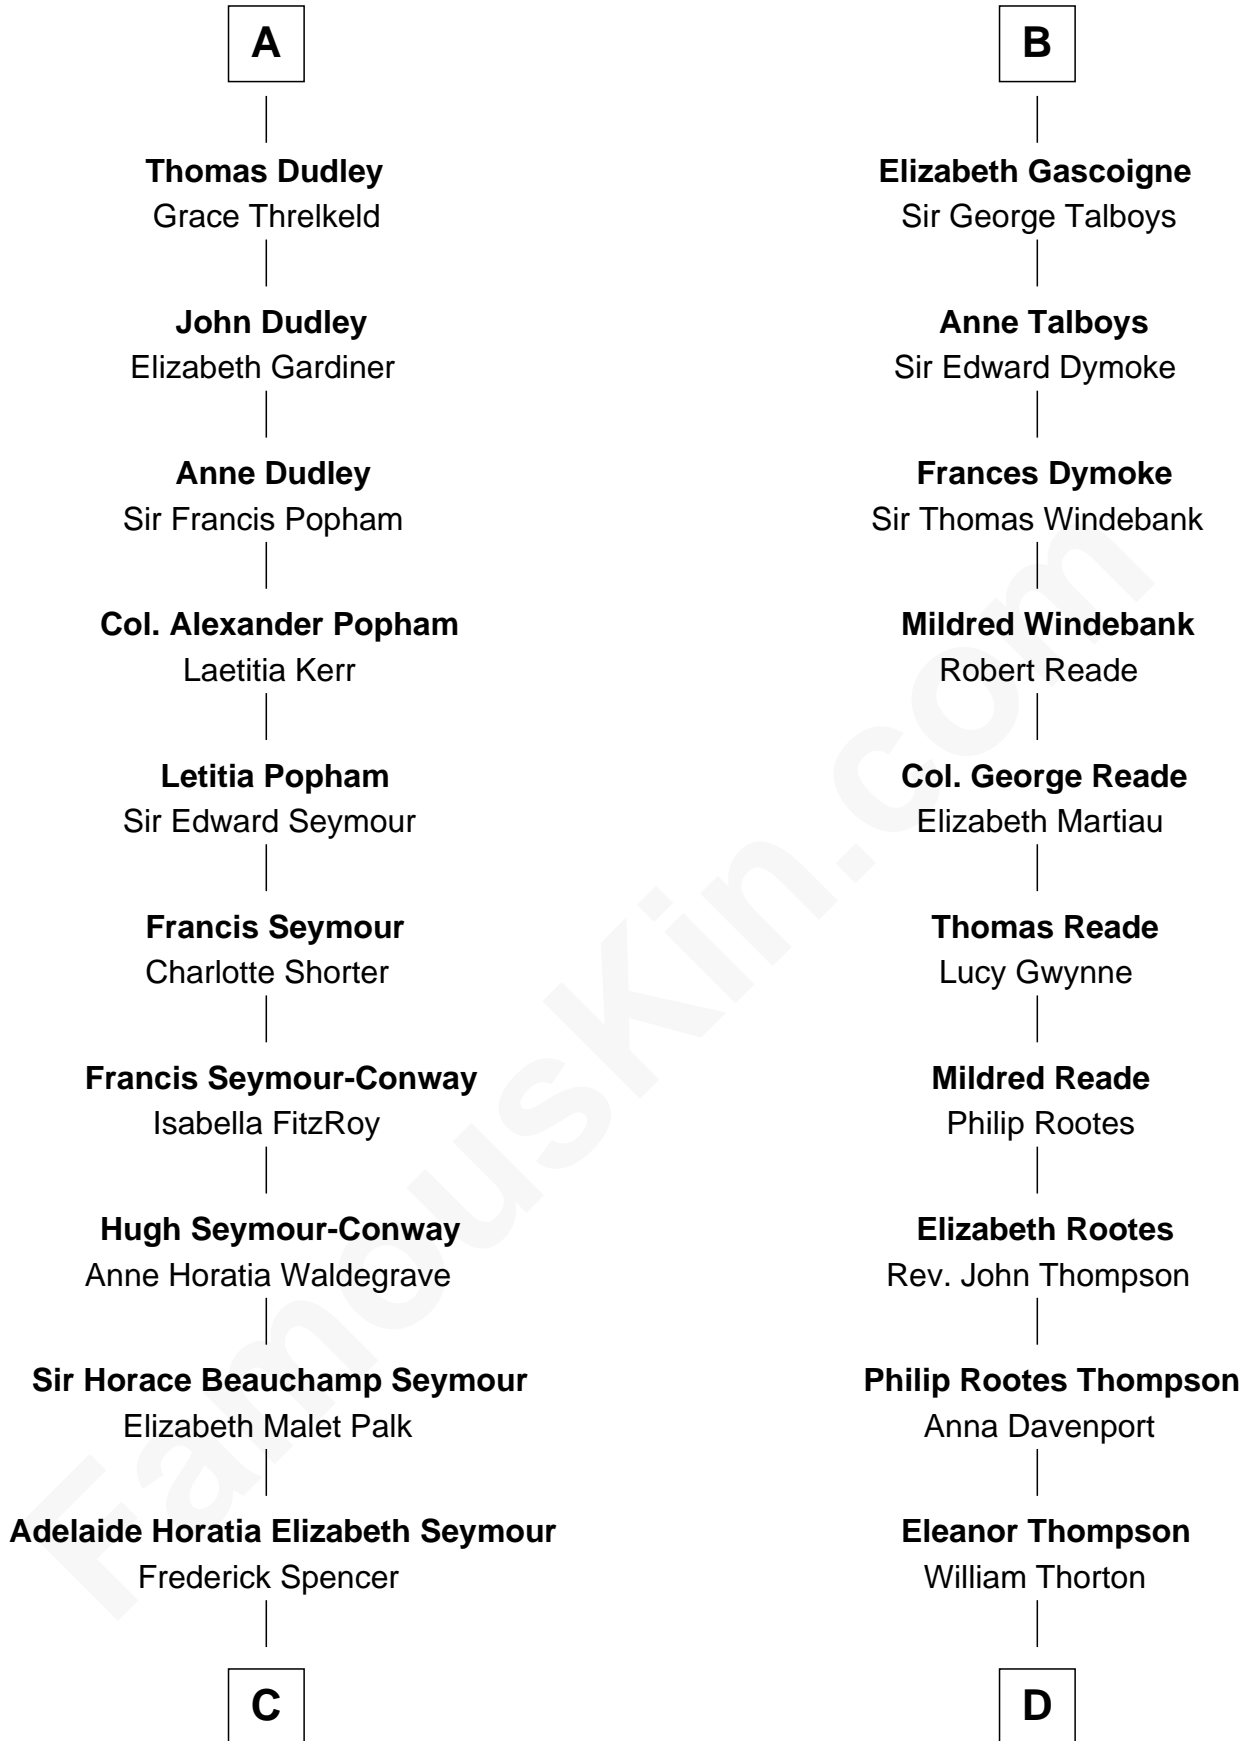 A
Thomas Dudley
Grace Threlkeld
John Dudley
Elizabeth Gardiner
Anne Dudley
Sir Francis Popham
Col. Alexander Popham
Laetitia Kerr
Letitia Popham
Sir Edward Seymour
Francis Seymour
Charlotte Shorter
Francis Seymour-Conway
Isabella FitzRoy
Hugh Seymour-Conway
Anne Horatia Waldegrave
Sir Horace Beauchamp Seymour
Elizabeth Malet Palk
Adelaide Horatia Elizabeth Seymour
Frederick Spencer
C
B
Elizabeth Gascoigne
Sir George Talboys
Anne Talboys
Sir Edward Dymoke
Frances Dymoke
Sir Thomas Windebank
Mildred Windebank
Robert Reade
Col. George Reade
Elizabeth Martiau
Thomas Reade
Lucy Gwynne
Mildred Reade
Philip Rootes
Elizabeth Rootes
Rev. John Thompson
Philip Rootes Thompson
Anna Davenport
Eleanor Thompson
William Thorton
D
FamousKin.com